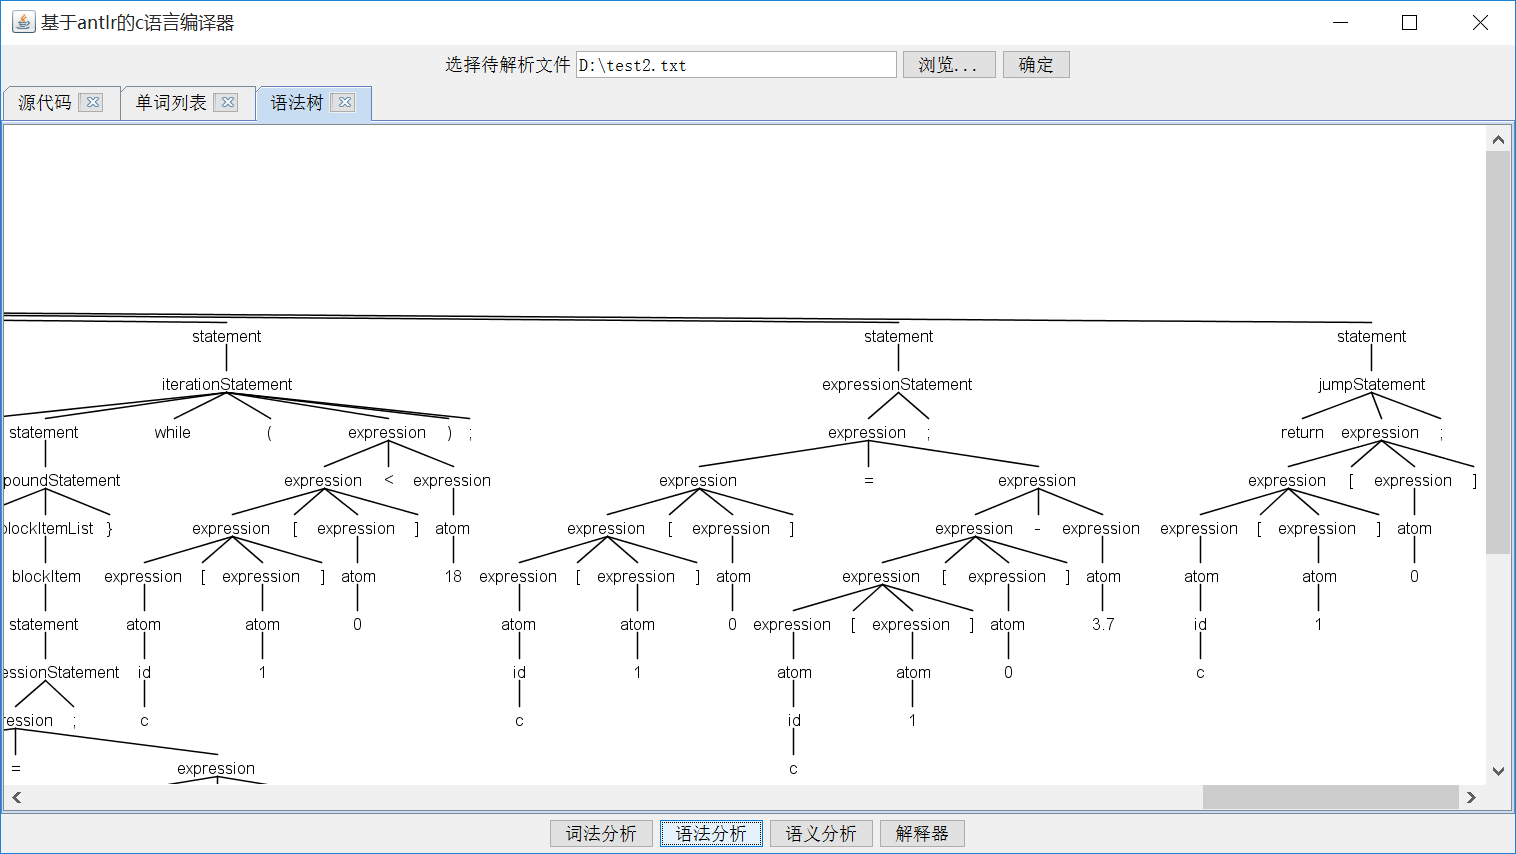 基于antlr的c语言编译器
选择待解析文件 D:\test2.txt 浏览... 确定
源代码 单词列表 语法树
statement statement statement
iterationStatement expressionStatement jumpStatement
statement while ( expression ) ; expression ; return expression ;
poundStatement expression < expression expression = expression expression [ expression ]
blockItemList } expression [ expression ] atom expression [ expression ] expression - expression expression [ expression ] atom
blockItem expression [ expression ] atom 18 expression [ expression ] atom expression [ expression ] atom atom atom 0
statement atom atom 0 atom atom 0 expression [ expression ] atom 3.7 id 1
essionStatement id 1 id 1 atom atom 0 c
ression ; c c id 1
= expression c
词法分析 语法分析 语义分析 解释器